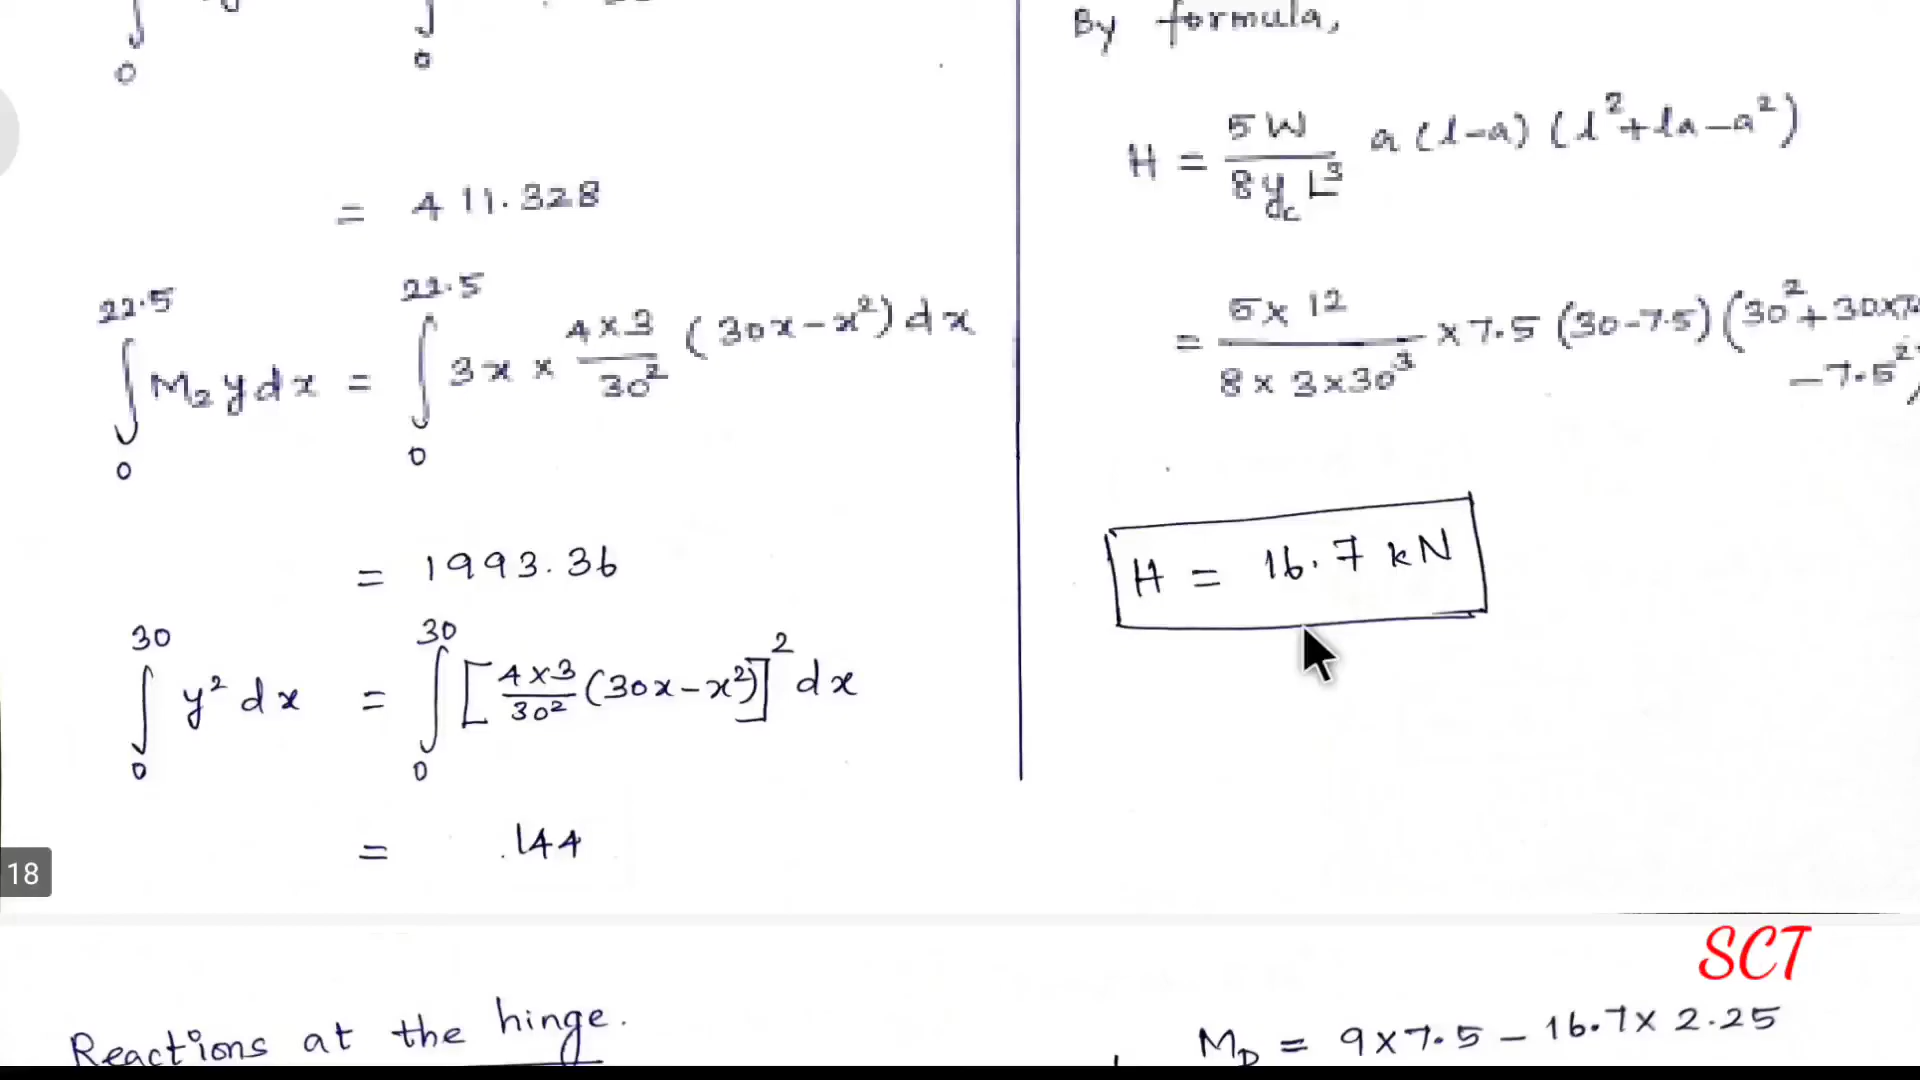 0 0
= 411.328
∫₀^22.5 M₂ y dx = ∫₀^22.5 3x × 4×3/30² (30x-x²) dx
= 1993.36
∫₀^30 y² dx = ∫₀^30 [4×3/30² (30x-x²)]² dx
= .144
By formula,
H = 5W/8y_c L³ a (l-a) (l²+la-a²)
= 5×12/8×3×30³ ×7.5 (30-7.5) (30²+30×7
-7.5²)
H = 16.7 kN
18
SCT
Reactions at the hinge.
M_D = 9×7.5 - 16.7×2.25